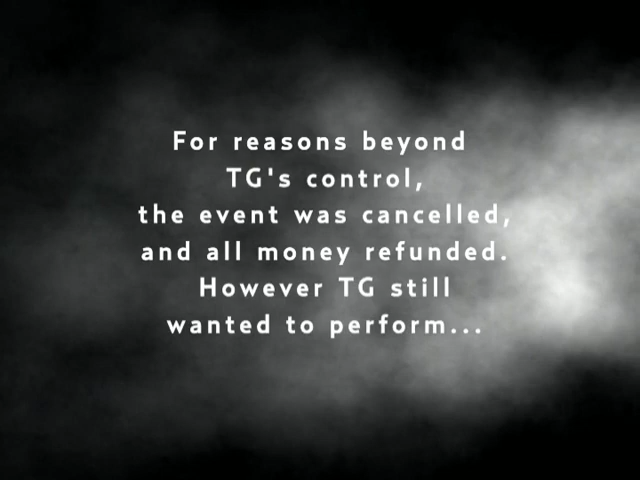 For reasons beyond
TG's control,
the event was cancelled,
and all money refunded.
However TG still
wanted to perform...